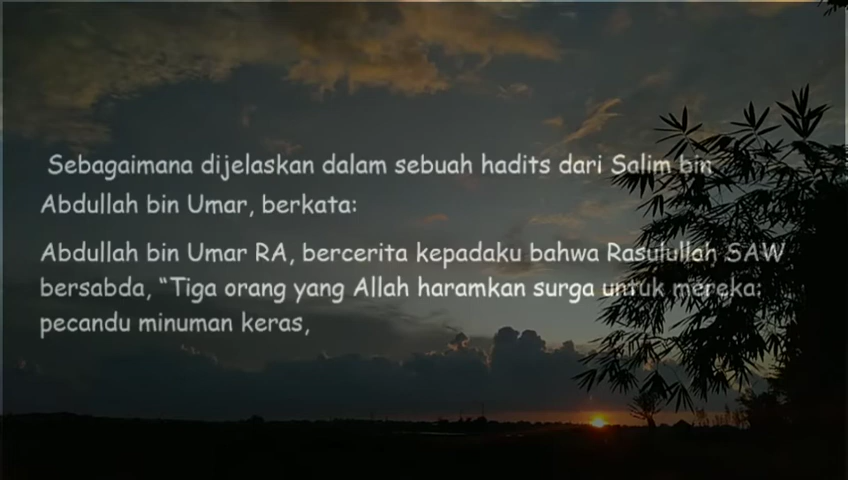 Sebagaimana dijelaskan dalam sebuah hadits dari Salim bin
Abdullah bin Umar, berkata:
Abdullah bin Umar RA, bercerita kepadaku bahwa Rasulullah SAW
bersabda, “Tiga orang yang Allah haramkan surga untuk mereka:
pecandu minuman keras,